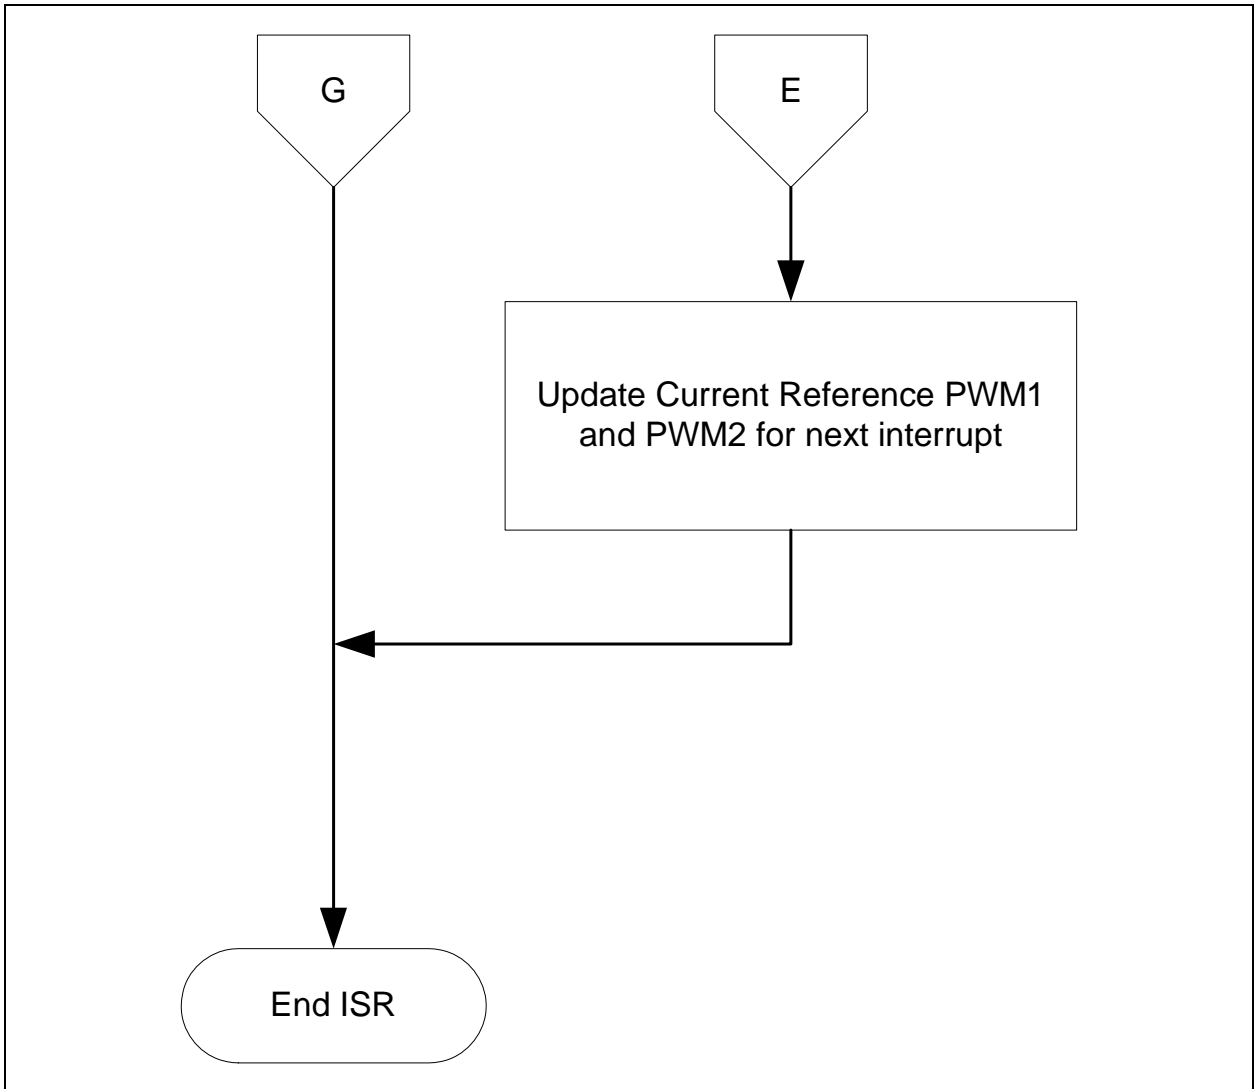 G
E
Update Current Reference PWM1
and PWM2 for next interrupt
End ISR